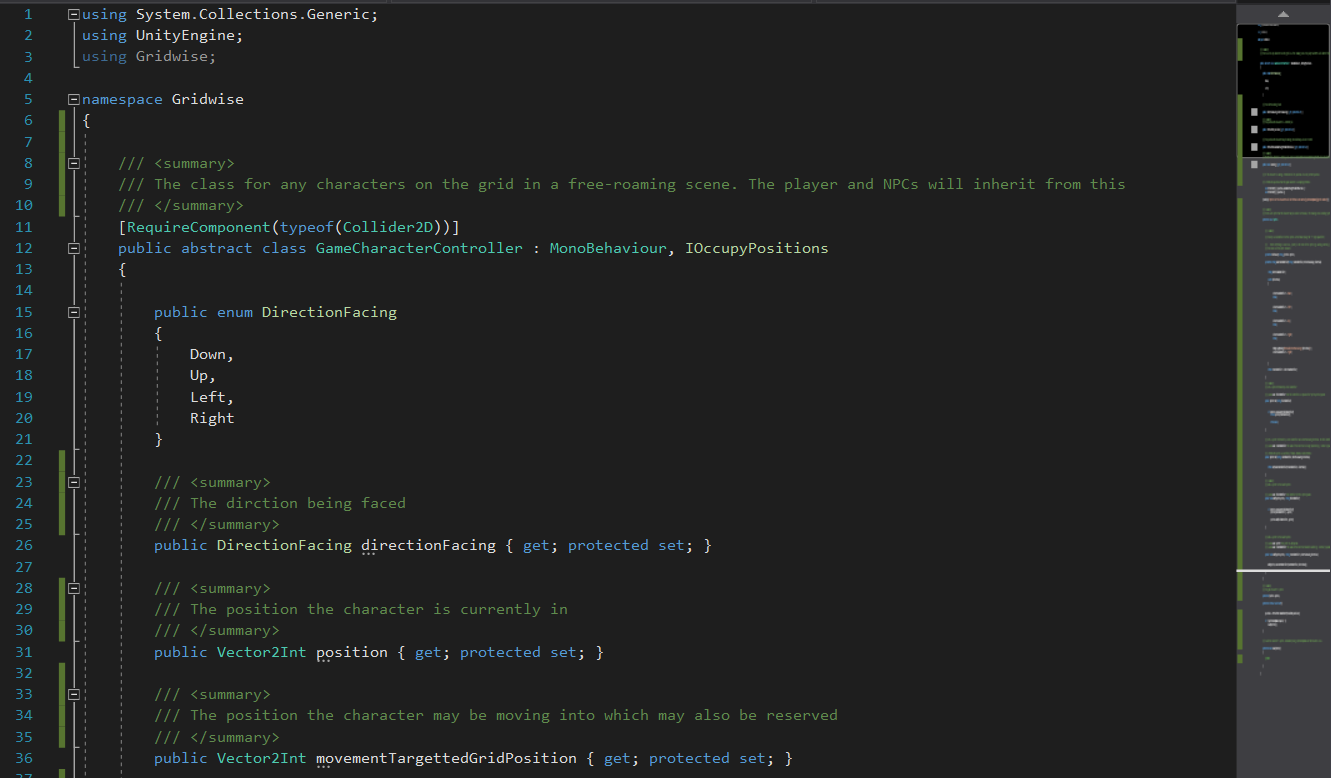 1 using System.Collections.Generic;
2 using UnityEngine;
3 using Gridwise;
4
5 namespace Gridwise
6 {
7
8 /// <summary>
9 /// The class for any characters on the grid in a free-roaming scene. The player and NPCs will inherit from this
10 /// </summary>
11 [RequireComponent(typeof(Collider2D))]
12 public abstract class GameCharacterController : MonoBehaviour, IOccupyPositions
13 {
14
15 public enum DirectionFacing
16 {
17 Down,
18 Up,
19 Left,
20 Right
21 }
22
23 /// <summary>
24 /// The dirction being faced
25 /// </summary>
26 public DirectionFacing directionFacing { get; protected set; }
27
28 /// <summary>
29 /// The position the character is currently in
30 /// </summary>
31 public Vector2Int position { get; protected set; }
32
33 /// <summary>
34 /// The position the character may be moving into which may also be reserved
35 /// </summary>
36 public Vector2Int movementTargettedGridPosition { get; protected set; }